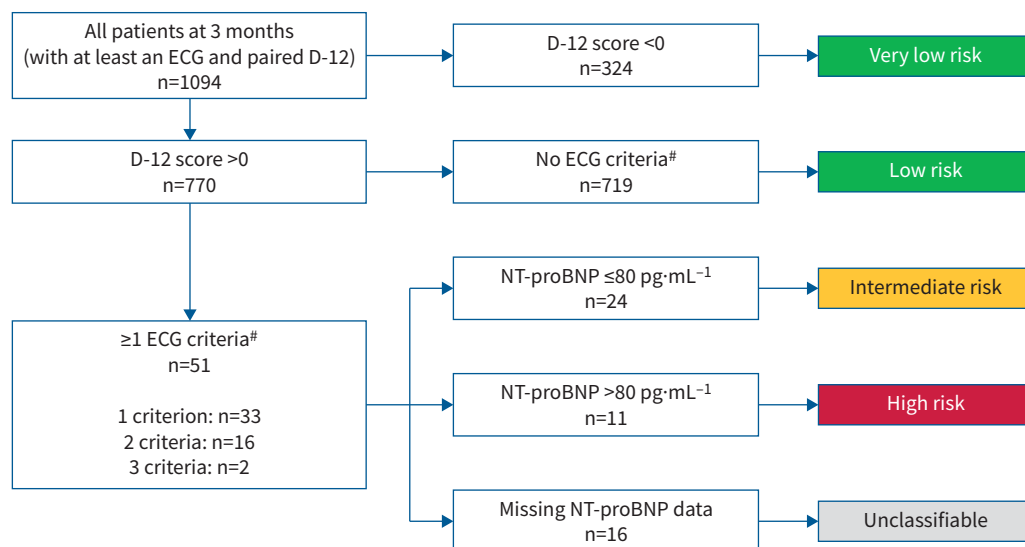 All patients at 3 months
(with at least an ECG and paired D-12)
n=1094
D-12 score <0
n=324
Very low risk
D-12 score >0
n=770
No ECG criteria#
n=719
Low risk
≥1 ECG criteria#
n=51
1 criterion: n=33
2 criteria: n=16
3 criteria: n=2
NT-proBNP ≤80 pg·mL⁻¹
n=24
Intermediate risk
NT-proBNP >80 pg·mL⁻¹
n=11
High risk
Missing NT-proBNP data
n=16
Unclassifiable